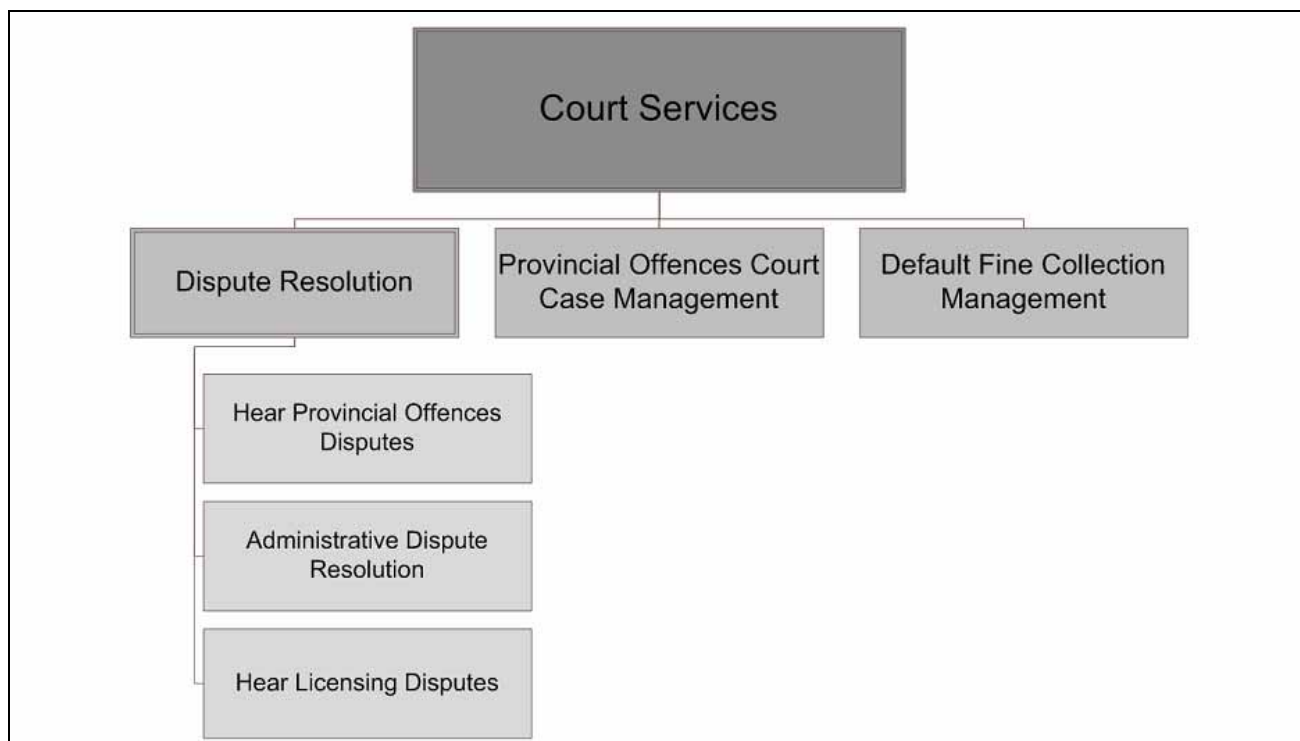 Court Services
Dispute Resolution
Provincial Offences Court
Case Management
Default Fine Collection
Management
Hear Provincial Offences
Disputes
Administrative Dispute
Resolution
Hear Licensing Disputes